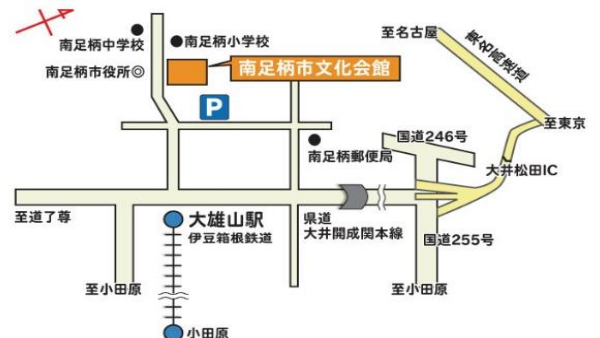 至名古屋
東名高速道
南足柄中学校
南足柄小学校
南足柄市役所◎
南足柄市文化会館
P
至東京
国道246号
南足柄郵便局
大井松田IC
至道了尊
大雄山駅
伊豆箱根鉄道
県道
大井開成関本線
国道255号
至小田原
至小田原
小田原